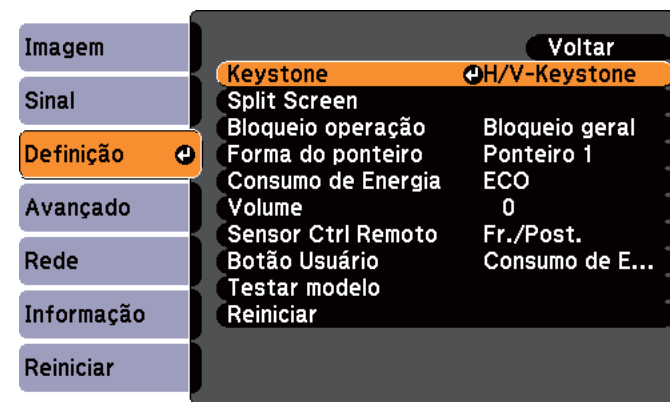 Imagem
Sinal
Definição
Avançado
Rede
Informação
Reiniciar
Voltar
Keystone H/V-Keystone
Split Screen
Bloqueio operação Bloqueio geral
Forma do ponteiro Ponteiro 1
Consumo de Energia ECO
Volume 0
Sensor Ctrl Remoto Fr./Post.
Botão Usuário Consumo de E...
Testar modelo
Reiniciar